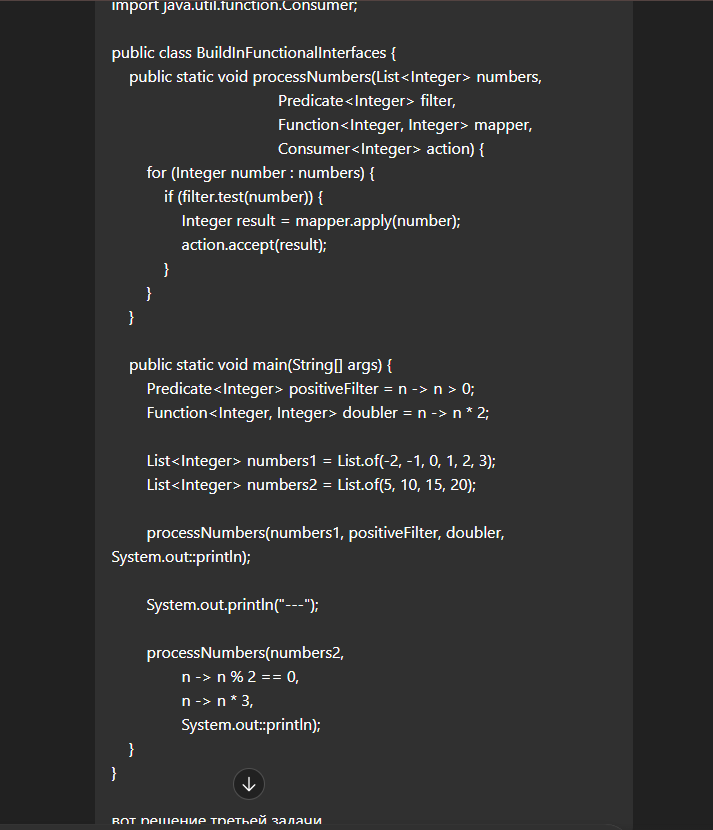 import java.util.function.Consumer;
public class BuildInFunctionalInterfaces {
public static void processNumbers(List<Integer> numbers,
Predicate<Integer> filter,
Function<Integer, Integer> mapper,
Consumer<Integer> action) {
for (Integer number : numbers) {
if (filter.test(number)) {
Integer result = mapper.apply(number);
action.accept(result);
}
}
}
public static void main(String[] args) {
Predicate<Integer> positiveFilter = n -> n > 0;
Function<Integer, Integer> doubler = n -> n * 2;
List<Integer> numbers1 = List.of(-2, -1, 0, 1, 2, 3);
List<Integer> numbers2 = List.of(5, 10, 15, 20);
processNumbers(numbers1, positiveFilter, doubler,
System.out::println);
System.out.println("---");
processNumbers(numbers2,
n -> n % 2 == 0,
n -> n * 3,
System.out::println);
}
}
вот решение третьей задачи